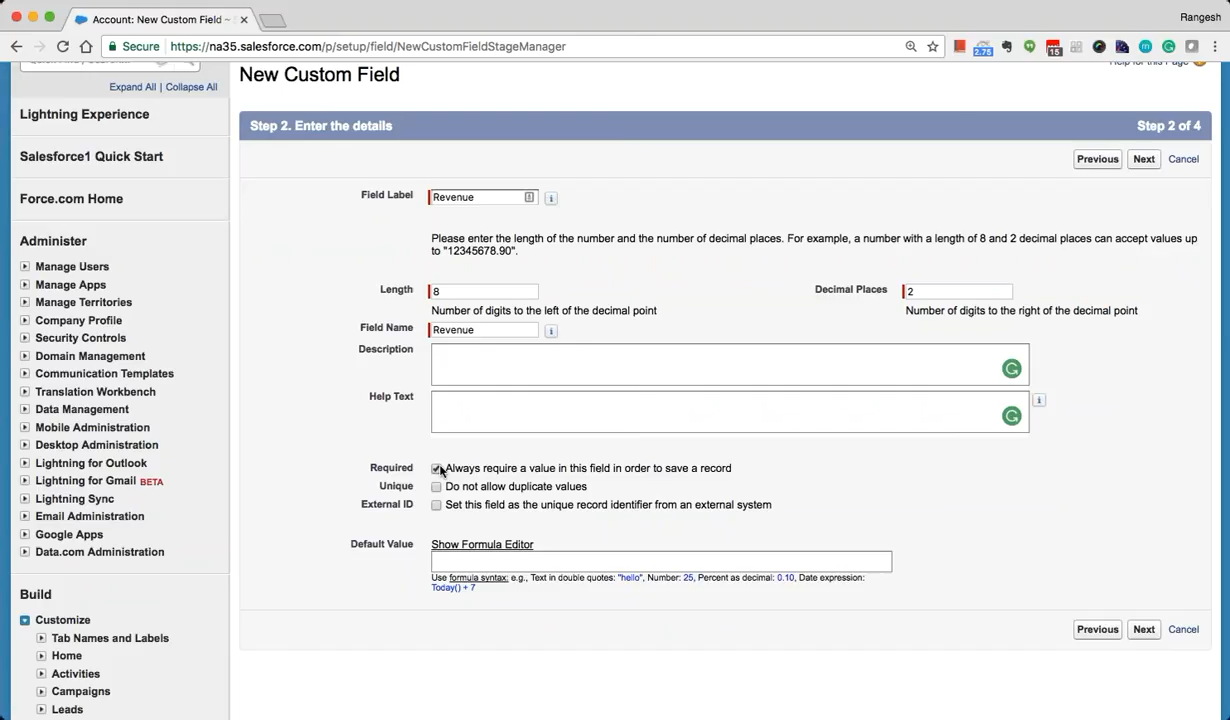 Account: New Custom Field ~
Rangesh
Secure https://na35.salesforce.com/p/setup/field/NewCustomFieldStageManager
2.75
15
Expand All | Collapse All
Help for this Page
New Custom Field
Lightning Experience
Salesforce1 Quick Start
Force.com Home
Administer
Manage Users
Manage Apps
Manage Territories
Company Profile
Security Controls
Domain Management
Communication Templates
Translation Workbench
Data Management
Mobile Administration
Desktop Administration
Lightning for Outlook
Lightning for Gmail BETA
Lightning Sync
Email Administration
Google Apps
Data.com Administration
Build
Customize
Tab Names and Labels
Home
Activities
Campaigns
Leads
Step 2. Enter the details Step 2 of 4
Previous Next Cancel
Field Label Revenue
Please enter the length of the number and the number of decimal places. For example, a number with a length of 8 and 2 decimal places can accept values up
to "12345678.90".
Length 8 Decimal Places 2
Number of digits to the left of the decimal point Number of digits to the right of the decimal point
Field Name Revenue
Description
Help Text
Required Always require a value in this field in order to save a record
Unique Do not allow duplicate values
External ID Set this field as the unique record identifier from an external system
Default Value Show Formula Editor
Use formula syntax: e.g., Text in double quotes: "hello", Number: 25, Percent as decimal: 0.10, Date expression:
Today() + 7
Previous Next Cancel